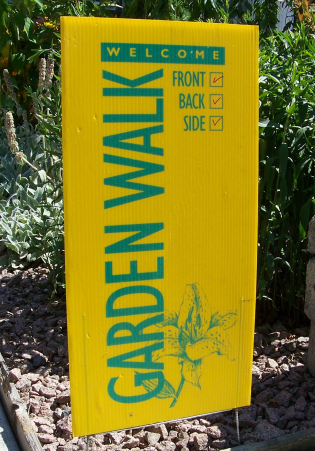 WELCOME
FRONT
BACK
SIDE
GARDEN WALK